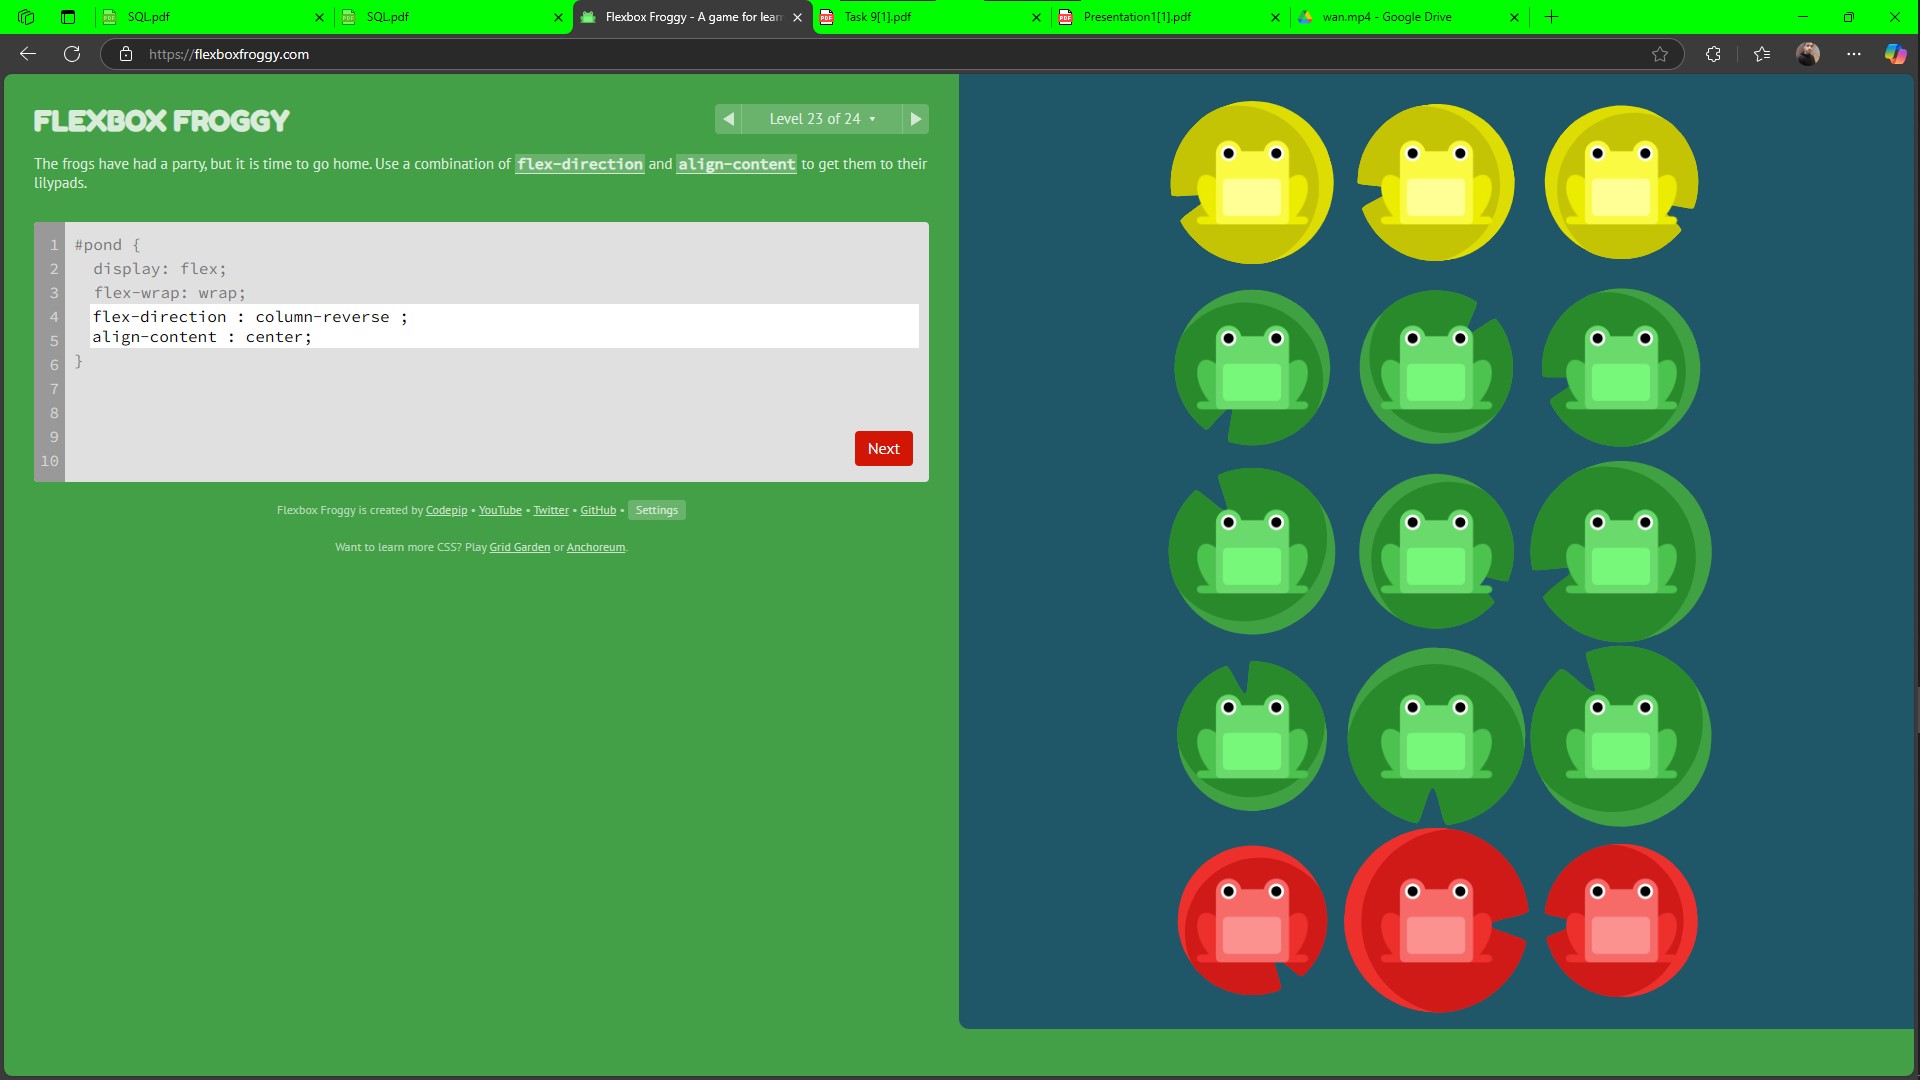 SQL.pdf
SQL.pdf
Flexbox Froggy - A game for lear
Task 9[1].pdf
Presentation1[1].pdf
wan.mp4 - Google Drive
https://flexboxfroggy.com
FLEXBOX FROGGY
Level 23 of 24
The frogs have had a party, but it is time to go home. Use a combination of flex-direction and align-content to get them to their
lilypads.
1 #pond {
2 display: flex;
3 flex-wrap: wrap;
4 flex-direction : column-reverse ;
5 align-content : center;
6 }
7
8
9
10
Next
Flexbox Froggy is created by Codepip • YouTube • Twitter • GitHub • Settings
Want to learn more CSS? Play Grid Garden or Anchoreum.